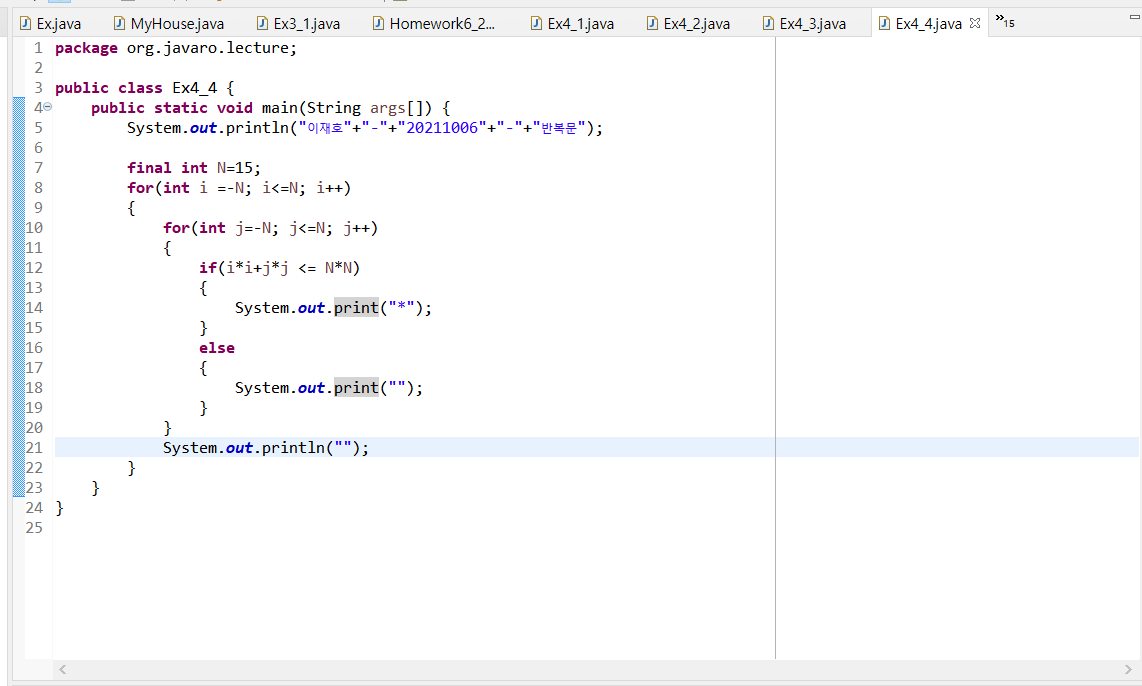 Ex.java MyHouse.java Ex3_1.java Homework6_2... Ex4_1.java Ex4_2.java Ex4_3.java Ex4_4.java »15
1 package org.javaro.lecture;
2
3 public class Ex4_4 {
4 public static void main(String args[]) {
5 System.out.println("이재호"+"-"+"20211006"+"-"+"반복문");
6
7 final int N=15;
8 for(int i =-N; i<=N; i++)
9 {
10 for(int j=-N; j<=N; j++)
11 {
12 if(i*i+j*j <= N*N)
13 {
14 System.out.print("*");
15 }
16 else
17 {
18 System.out.print("");
19 }
20 }
21 System.out.println("");
22 }
23 }
24 }
25